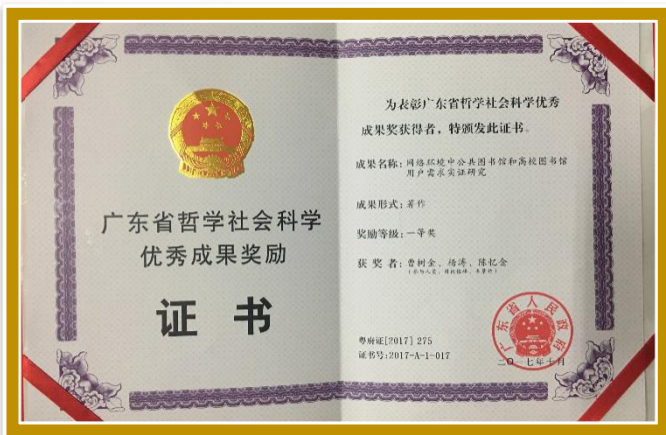 广东省哲学社会科学
优秀成果奖励
证书
为表彰广东省哲学社会科学优秀
成果奖获得者，特颁发此证书。
成果名称：网络环境中公共图书馆和高校图书馆
用户需求实证研究
成果形式：著作
奖励等级：一等奖
获奖者：曹树金、杨涛、陈忆金
粤府证[2017] 275
证书号：2017-A-1-017
广东省人民政府
二〇一七年十月